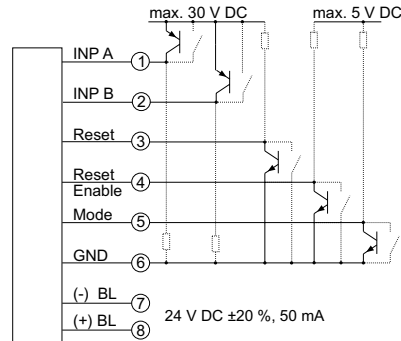 max. 30 V DC
max. 5 V DC
INP A
1
INP B
2
Reset
3
Reset
Enable
4
Mode
5
GND
6
(-) BL
7
24 V DC ±20 %, 50 mA
(+) BL
8